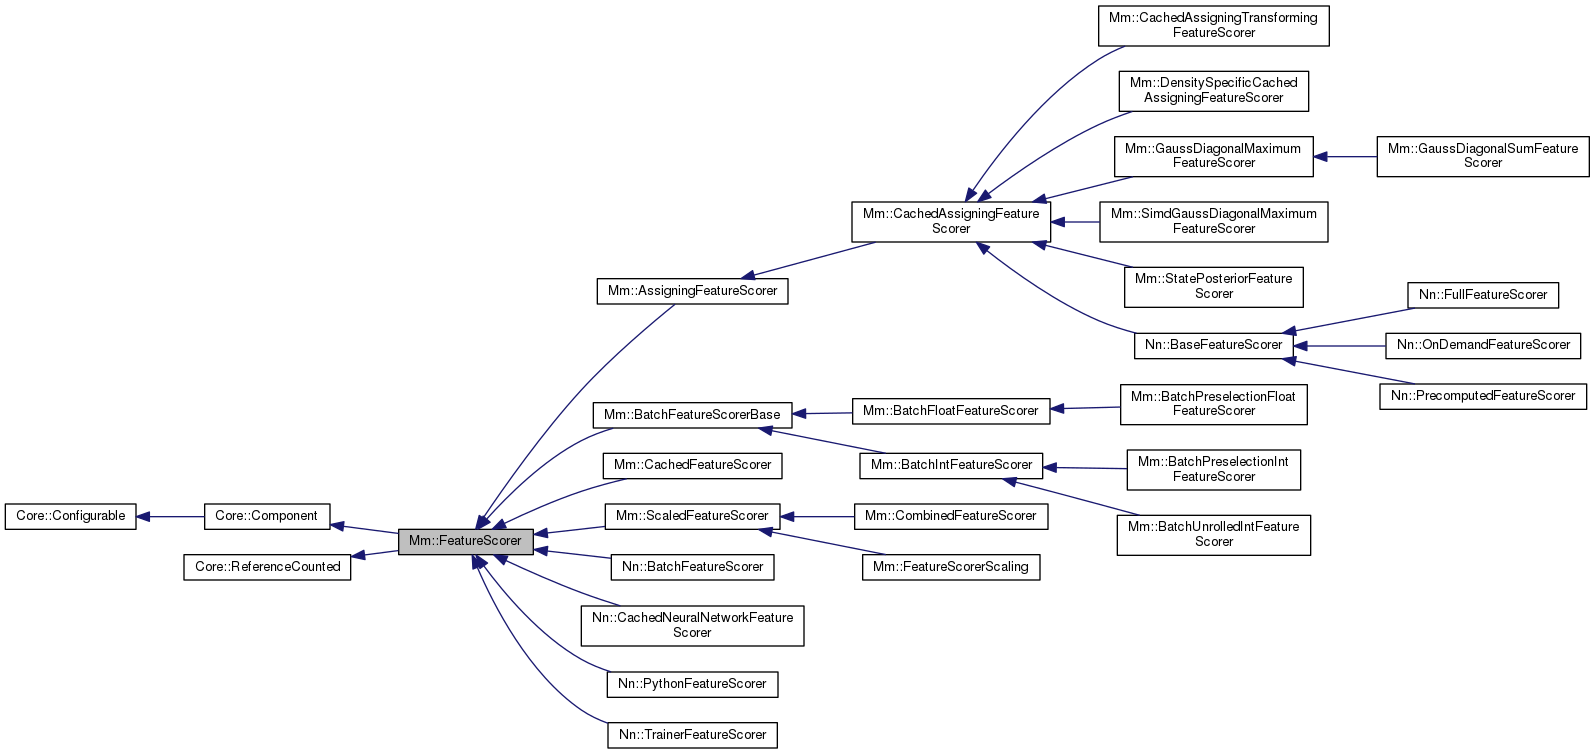 Mm::CachedAssigningTransforming
FeatureScorer
Mm::DensitySpecificCached
AssigningFeatureScorer
Mm::GaussDiagonalMaximum
FeatureScorer
Mm::GaussDiagonalSumFeature
Scorer
Mm::CachedAssigningFeature
Scorer
Mm::SimdGaussDiagonalMaximum
FeatureScorer
Mm::StatePosteriorFeature
Scorer
Mm::AssigningFeatureScorer
Nn::FullFeatureScorer
Nn::BaseFeatureScorer
Nn::OnDemandFeatureScorer
Nn::PrecomputedFeatureScorer
Mm::BatchFeatureScorerBase
Mm::BatchFloatFeatureScorer
Mm::BatchPreselectionFloat
FeatureScorer
Mm::CachedFeatureScorer
Mm::BatchIntFeatureScorer
Mm::BatchPreselectionInt
FeatureScorer
Core::Configurable
Core::Component
Mm::ScaledFeatureScorer
Mm::CombinedFeatureScorer
Mm::BatchUnrolledIntFeature
Scorer
Mm::FeatureScorer
Core::ReferenceCounted
Nn::BatchFeatureScorer
Mm::FeatureScorerScaling
Nn::CachedNeuralNetworkFeature
Scorer
Nn::PythonFeatureScorer
Nn::TrainerFeatureScorer